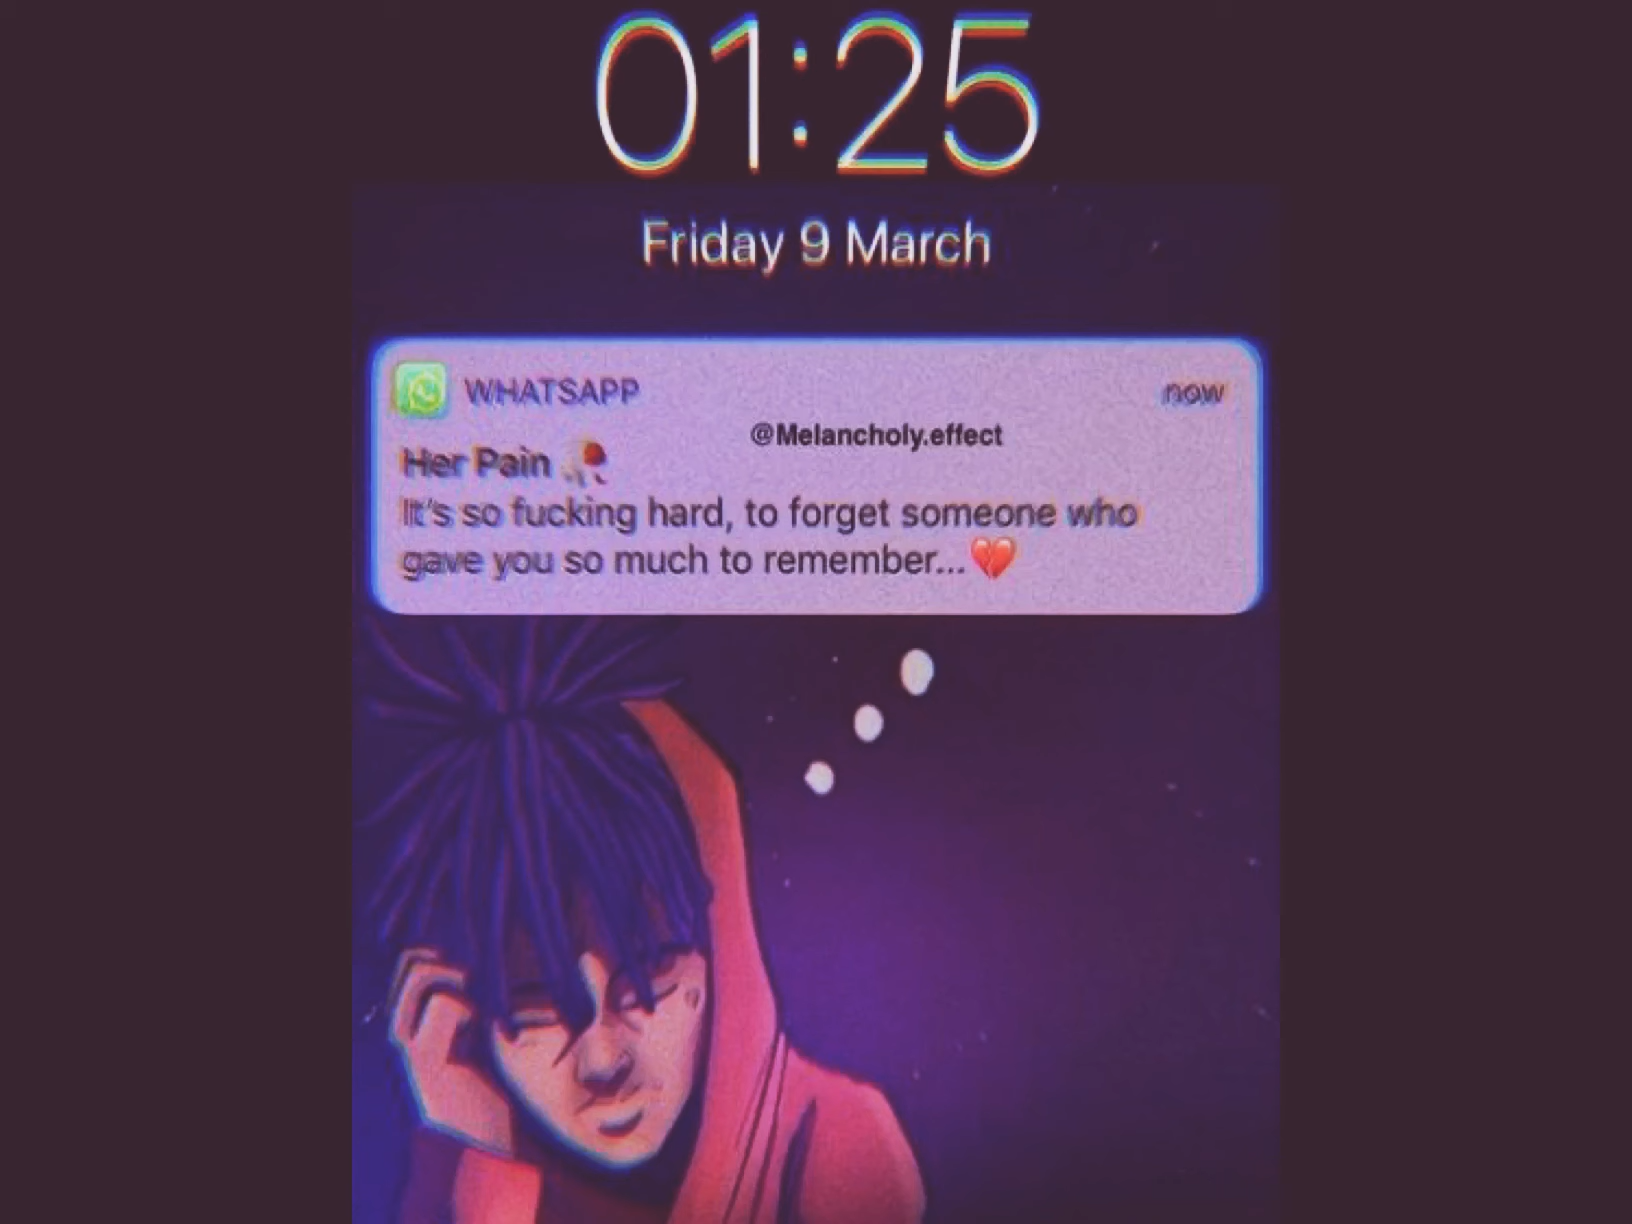 01:25
Friday 9 March
WHATSAPP now
@Melancholy.effect
Her Pain 🥀
It's so fucking hard, to forget someone who
gave you so much to remember...💔